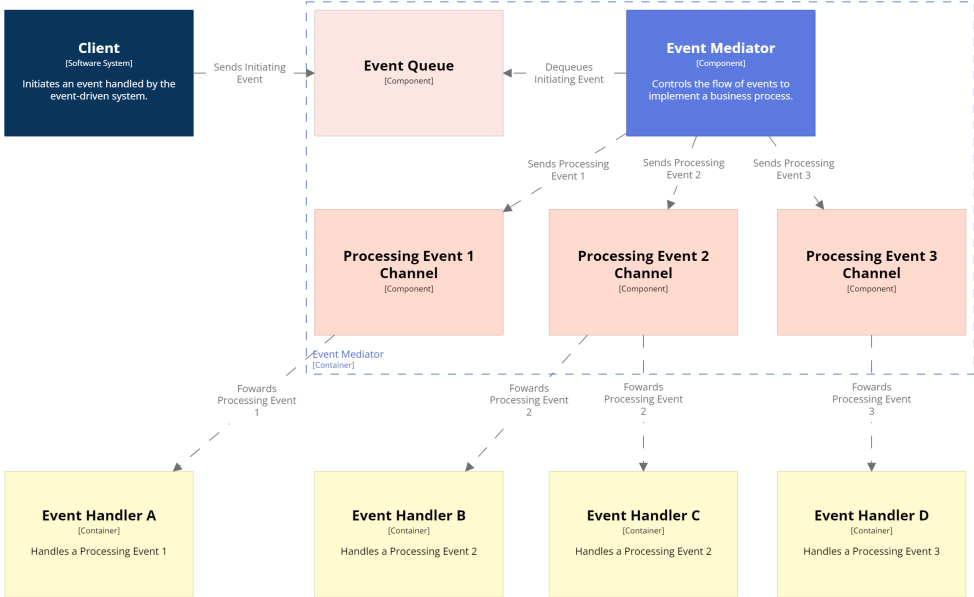 Client
[Software System]
Initiates an event handled by the
event-driven system.
Sends Initiating
Event
Event Queue
[Component]
Dequeues
Initiating Event
Event Mediator
[Component]
Controls the flow of events to
implement a business process.
Sends Processing
Event 1
Sends Processing
Event 2
Sends Processing
Event 3
Processing Event 1
Channel
[Component]
Processing Event 2
Channel
[Component]
Processing Event 3
Channel
[Component]
Event Mediator
[Container]
Fowards
Processing Event
1
Fowards
Processing Event
2
Fowards
Processing Event
2
Fowards
Processing Event
3
Event Handler A
[Container]
Handles a Processing Event 1
Event Handler B
[Container]
Handles a Processing Event 2
Event Handler C
[Container]
Handles a Processing Event 2
Event Handler D
[Container]
Handles a Processing Event 3